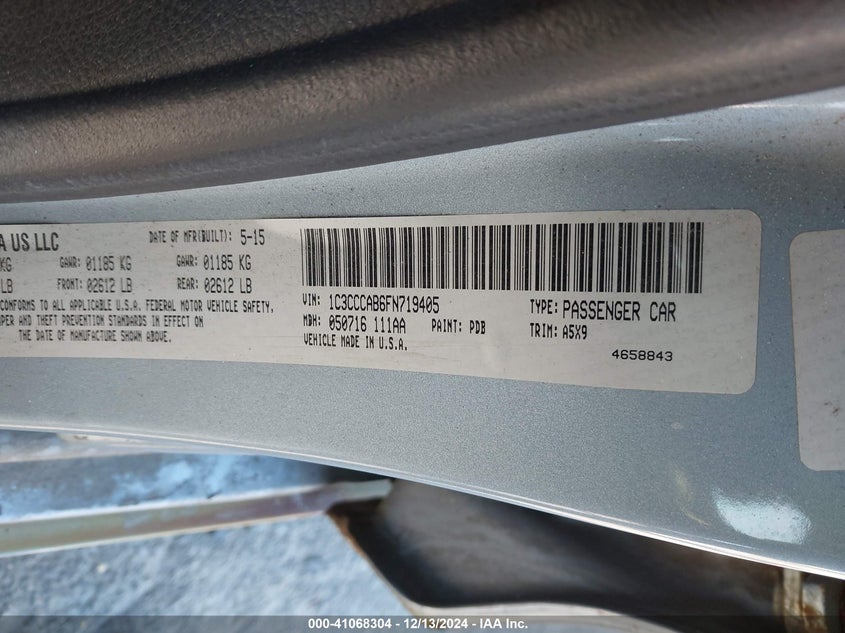 A US LLC
DATE OF MFR(BUILT): 5-15
KG GAWR: 01185 KG GAWR: 01185 KG
LB FRONT: 02612 LB REAR: 02612 LB
CONFORMS TO ALL APPLICABLE U.S.A. FEDERAL MOTOR VEHICLE SAFETY,
PER AND THEFT PREVENTION STANDARDS IN EFFECT ON
THE DATE OF MANUFACTURE SHOWN ABOVE.
VIN: 1C3CCCAB6FN719405
TYPE: PASSENGER CAR
MDH: 050716 111AA PAINT: PDB
TRIM: A5X9
VEHICLE MADE IN U.S.A.
4658843
000-41068304 - 12/13/2024 - IAA Inc.